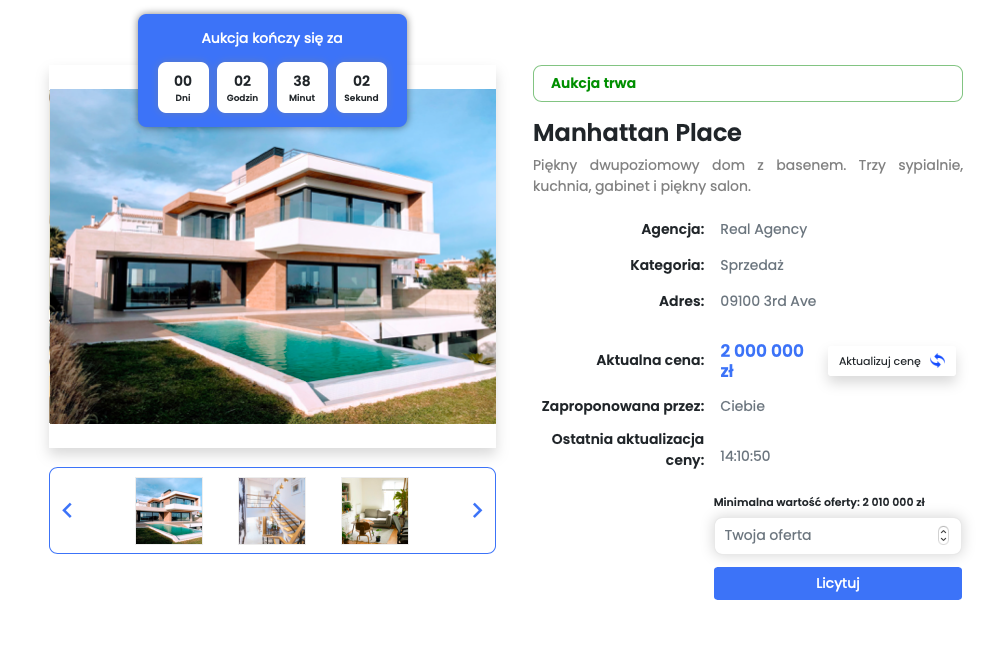 Aukcja kończy się za
00 02 38 02
Dni Godzin Minut Sekund
Aukcja trwa
Manhattan Place
Piękny dwupoziomowy dom z basenem. Trzy sypialnie,
kuchnia, gabinet i piękny salon.
Agencja: Real Agency
Kategoria: Sprzedaż
Adres: 09100 3rd Ave
Aktualna cena: 2 000 000
zł
Aktualizuj cenę
Zaproponowana przez: Ciebie
Ostatnia aktualizacja
ceny: 14:10:50
Minimalna wartość oferty: 2 010 000 zł
Twoja oferta
Licytuj